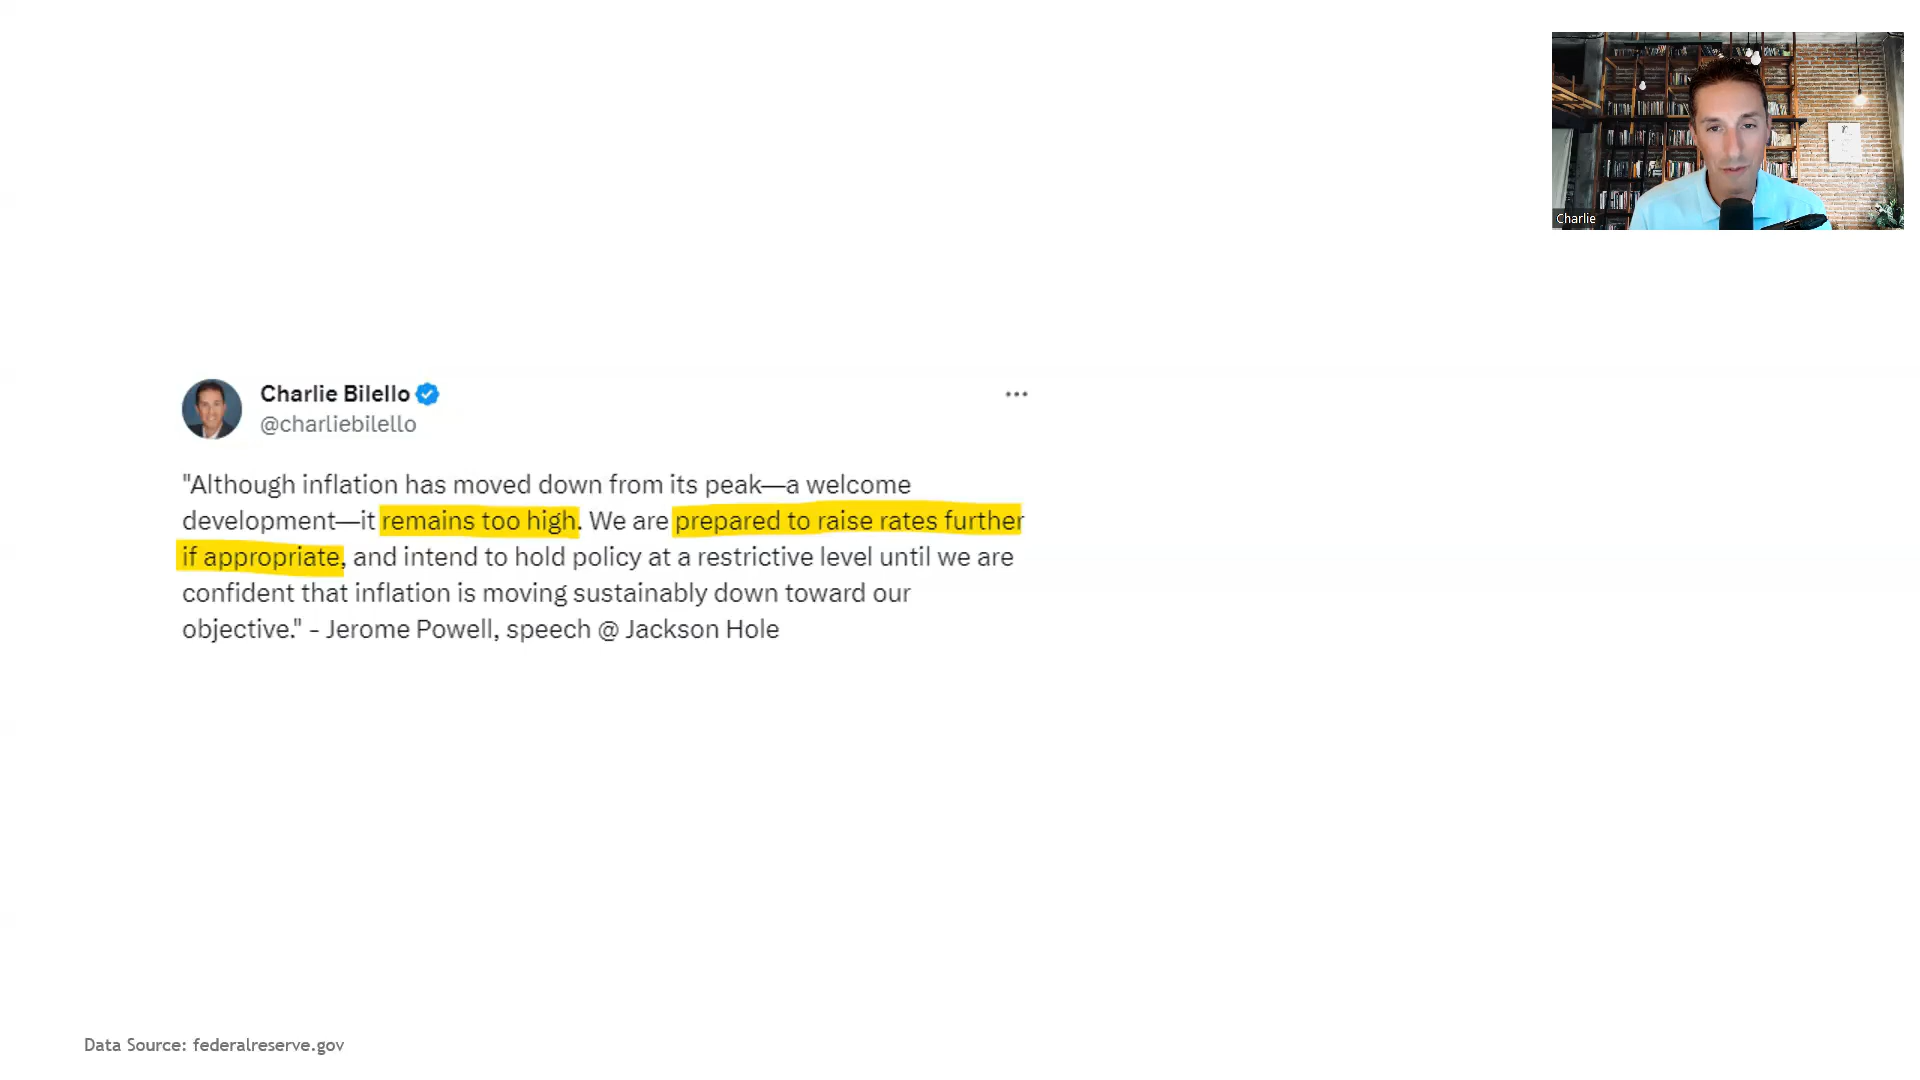 Charlie
Charlie Bilello
@charliebilello
"Although inflation has moved down from its peak—a welcome
development—it remains too high. We are prepared to raise rates further
if appropriate, and intend to hold policy at a restrictive level until we are
confident that inflation is moving sustainably down toward our
objective." - Jerome Powell, speech @ Jackson Hole
Data Source: federalreserve.gov